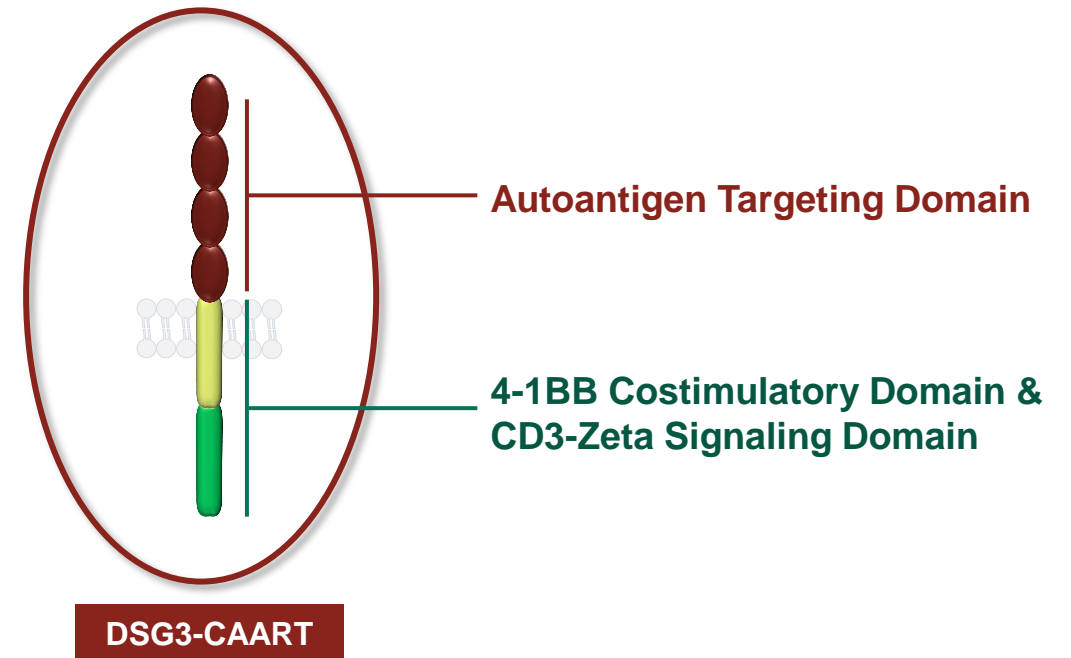 Autoantigen Targeting Domain
4-1BB Costimulatory Domain &
CD3-Zeta Signaling Domain
DSG3-CAART